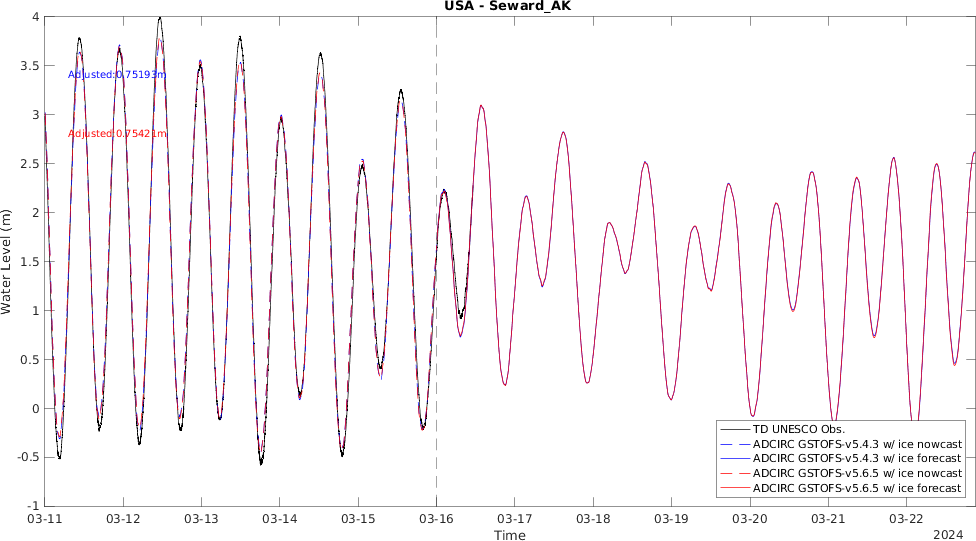 USA - Seward_AK
4
3.5
3
2.5
2
1.5
1
0.5
0
-0.5
-1
Water Level (m)
Adjusted:0.75193m
Adjusted:0.75421m
TD UNESCO Obs.
ADCIRC GSTOFS-v5.4.3 w/ ice nowcast
ADCIRC GSTOFS-v5.4.3 w/ ice forecast
ADCIRC GSTOFS-v5.6.5 w/ ice nowcast
ADCIRC GSTOFS-v5.6.5 w/ ice forecast
03-11 03-12 03-13 03-14 03-15 03-16 03-17 03-18 03-19 03-20 03-21 03-22
Time
2024